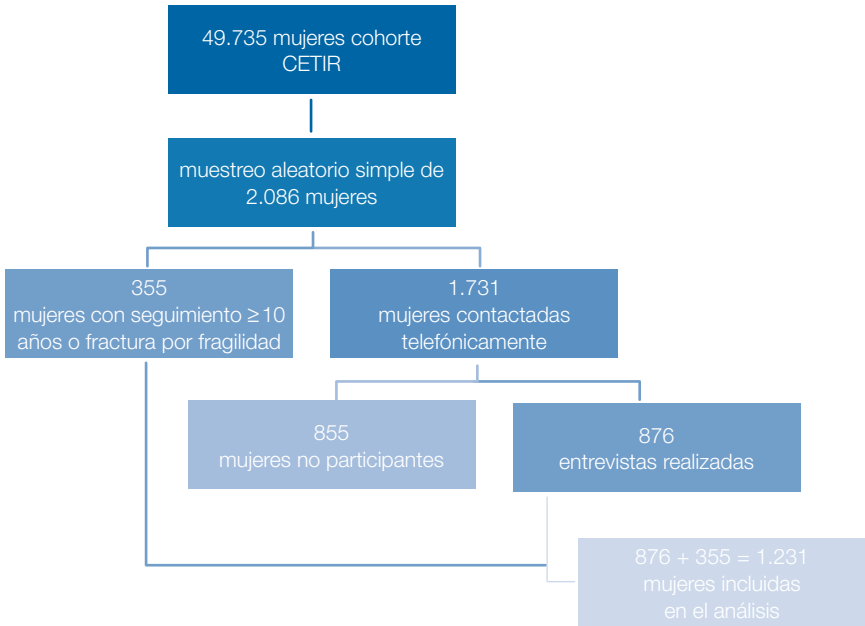 49.735 mujeres cohorte
CETIR
muestreo aleatorio simple de
2.086 mujeres
355
mujeres con seguimiento ≥10
años o fractura por fragilidad
1.731
mujeres contactadas
telefónicamente
855
mujeres no participantes
876
entrevistas realizadas
876 + 355 = 1.231
mujeres incluidas
en el análisis